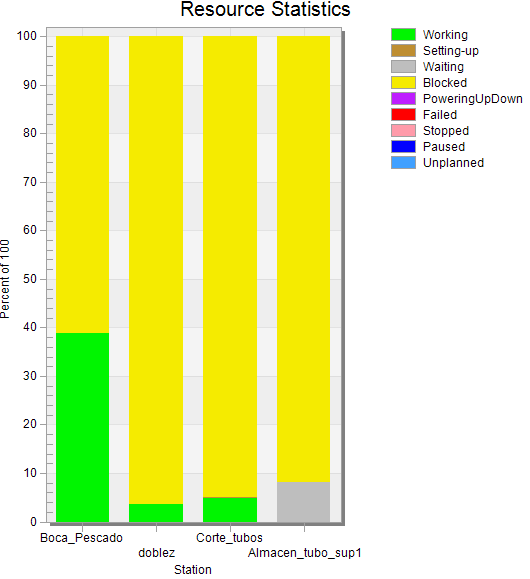 Resource Statistics
100
90
80
70
60
50
40
30
20
10
0
Percent of 100
Boca_Pescado
doblez
Corte_tubos
Almacen_tubo_sup1
Station
Working
Setting-up
Waiting
Blocked
PoweringUpDown
Failed
Stopped
Paused
Unplanned